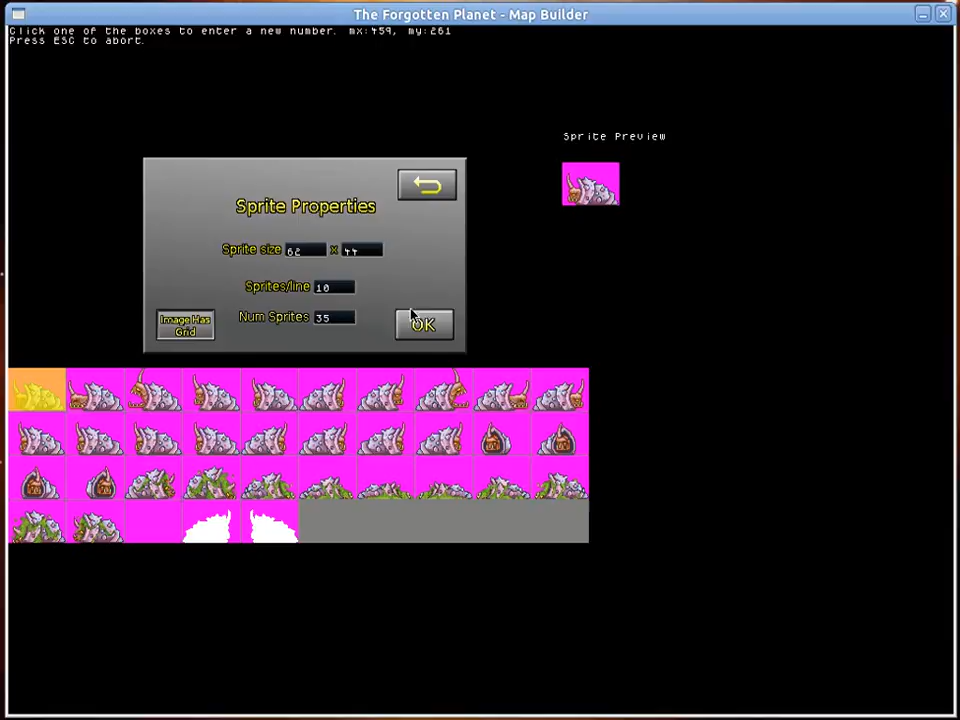 The Forgotten Planet - Map Builder
Click one of the boxes to enter a new number. mx:459, my:261
Press ESC to abort.
Sprite Preview
Sprite Properties
Sprite size 62 x 44
Sprites/line 10
Image Has
Grid
Num Sprites 35
OK